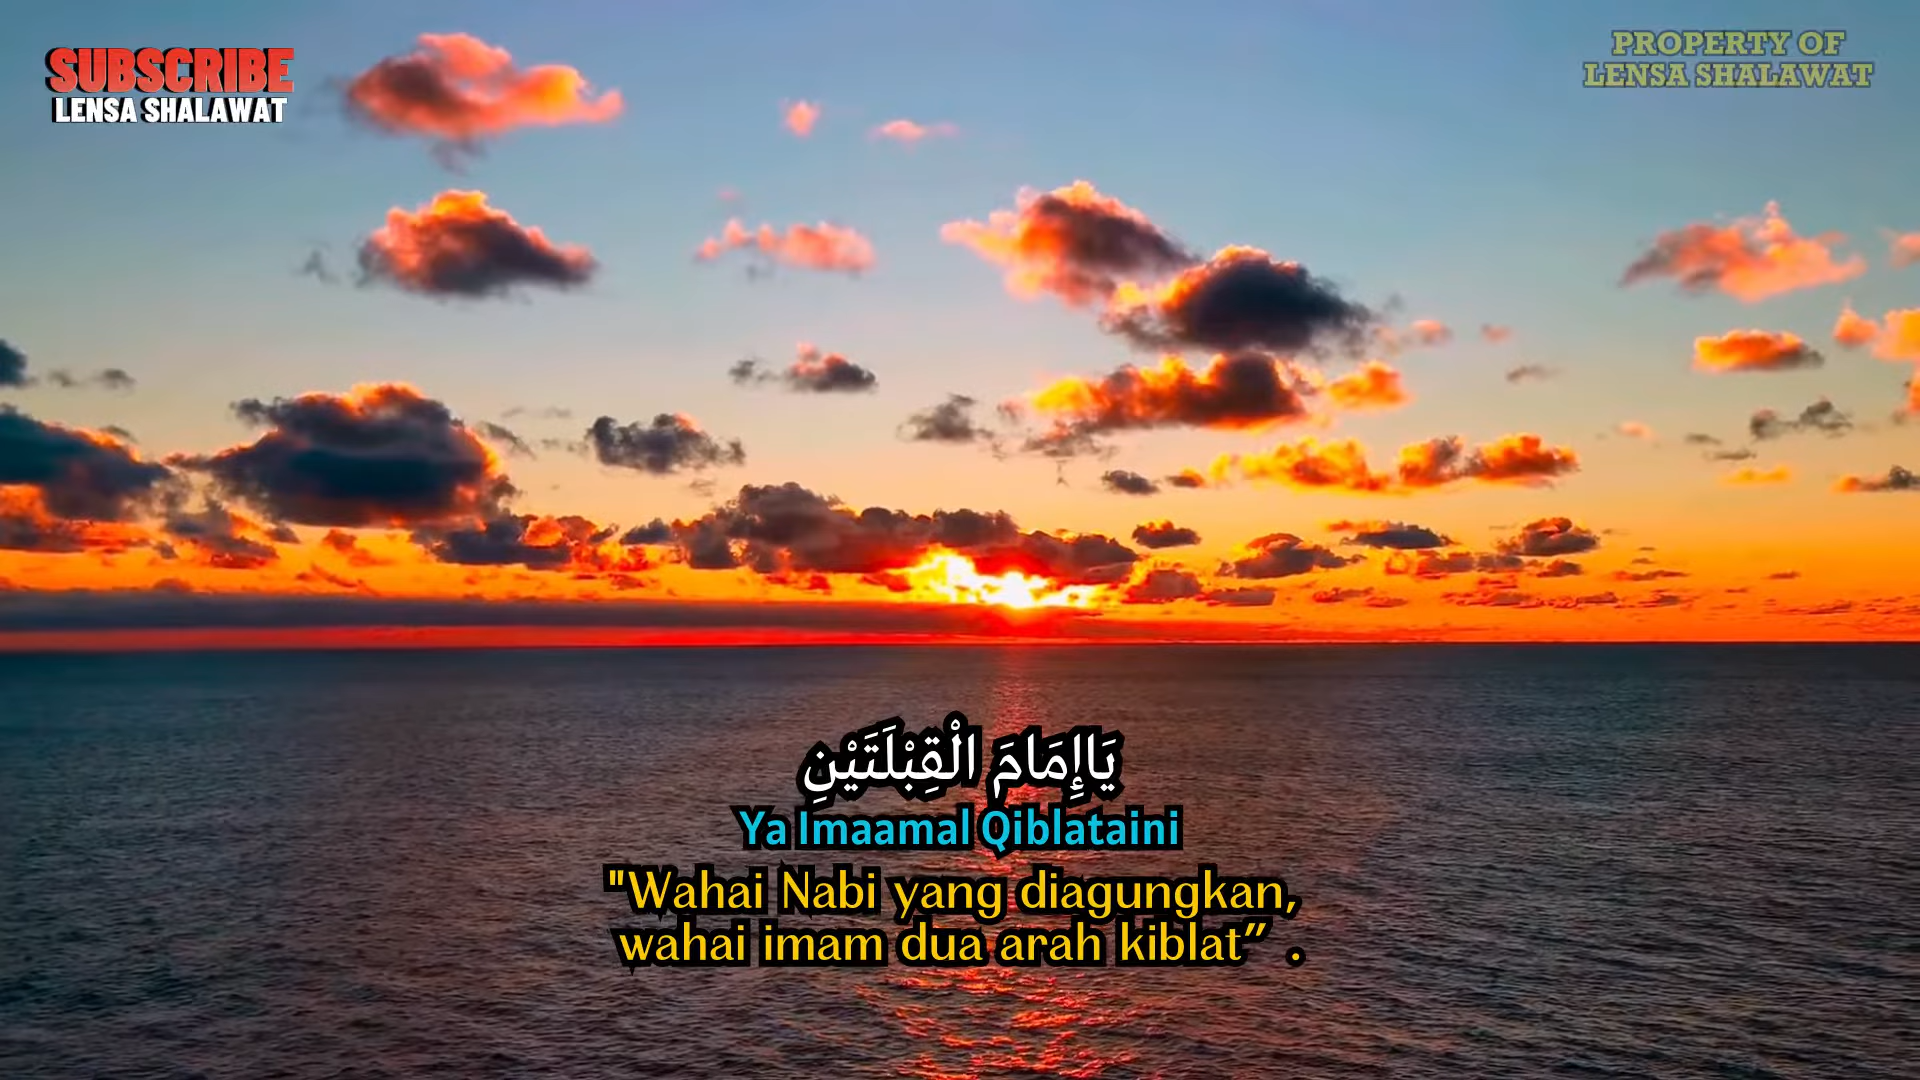 SUBSCRIBE
LENSA SHALAWAT
PROPERTY OF
LENSA SHALAWAT
يَاإِمَامَ الْقِبْلَتَيْنِ
Ya Imaamal Qiblataini
"Wahai Nabi yang diagungkan,
wahai imam dua arah kiblat” .